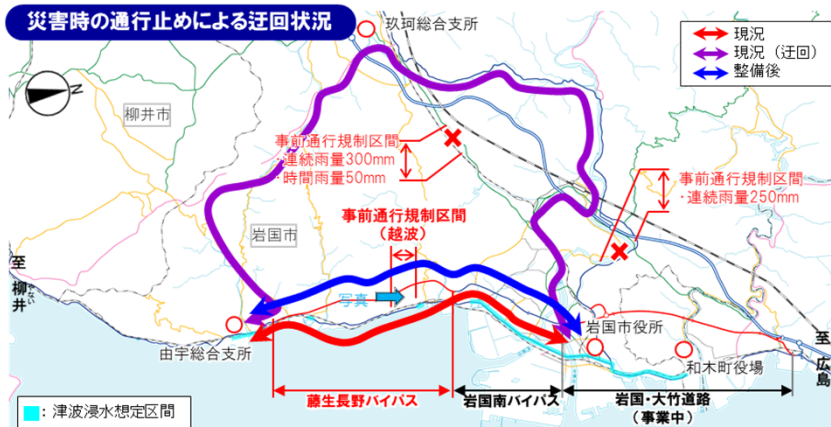 災害時の通行止めによる迂回状況
玖珂総合支所
現況
現況（迂回）
整備後
N
柳井市
事前通行規制区間
・連続雨量300mm
・時間雨量50mm
事前通行規制区間
・連続雨量250mm
事前通行規制区間
（越波）
岩国市
至柳井
やない
写真
岩国市役所
至広島
由宇総合支所
和木町役場
藤生長野バイパス
岩国南バイパス
岩国・大竹道路
（事業中）
：津波浸水想定区間